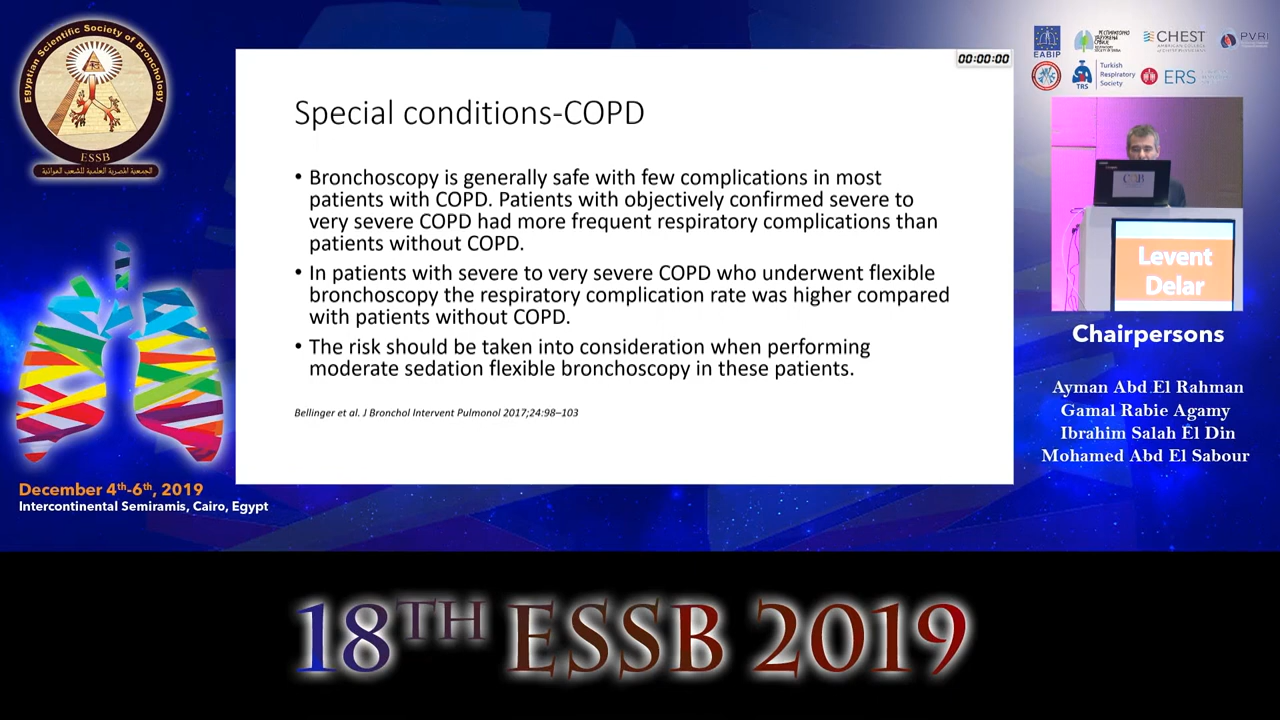 Egyptian Scientific Society of Bronchology
ESSB
الجمعية المصرية العلمية للشعب الهوائية
December 4th-6th, 2019
Intercontinental Semiramis, Cairo, Egypt
00:00:00
Special conditions-COPD
• Bronchoscopy is generally safe with few complications in most
patients with COPD. Patients with objectively confirmed severe to
very severe COPD had more frequent respiratory complications than
patients without COPD.
• In patients with severe to very severe COPD who underwent flexible
bronchoscopy the respiratory complication rate was higher compared
with patients without COPD.
• The risk should be taken into consideration when performing
moderate sedation flexible bronchoscopy in these patients.
Bellinger et al. J Bronchol Intervent Pulmonol 2017;24:98–103
EABIP
CHEST
PVRI
TRS
Turkish
Respiratory
Society
ERS
Levent
Delar
Chairpersons
Ayman Abd El Rahman
Gamal Rabie Agamy
Ibrahim Salah El Din
Mohamed Abd El Sabour
18TH ESSB 2019